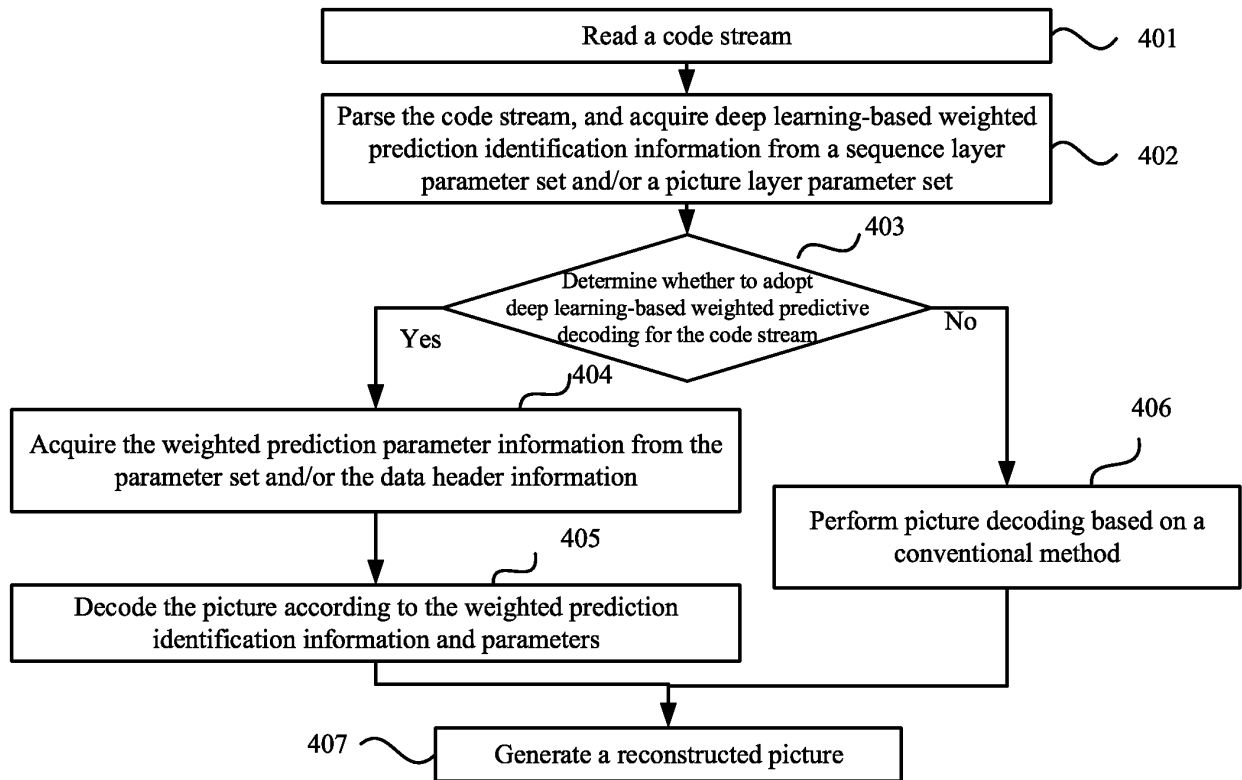 Read a code stream
401
Parse the code stream, and acquire deep learning-based weighted
prediction identification information from a sequence layer
parameter set and/or a picture layer parameter set
402
403
Determine whether to adopt
deep learning-based weighted predictive
decoding for the code stream
Yes
No
404
Acquire the weighted prediction parameter information from the
parameter set and/or the data header information
406
Perform picture decoding based on a
conventional method
405
Decode the picture according to the weighted prediction
identification information and parameters
407
Generate a reconstructed picture